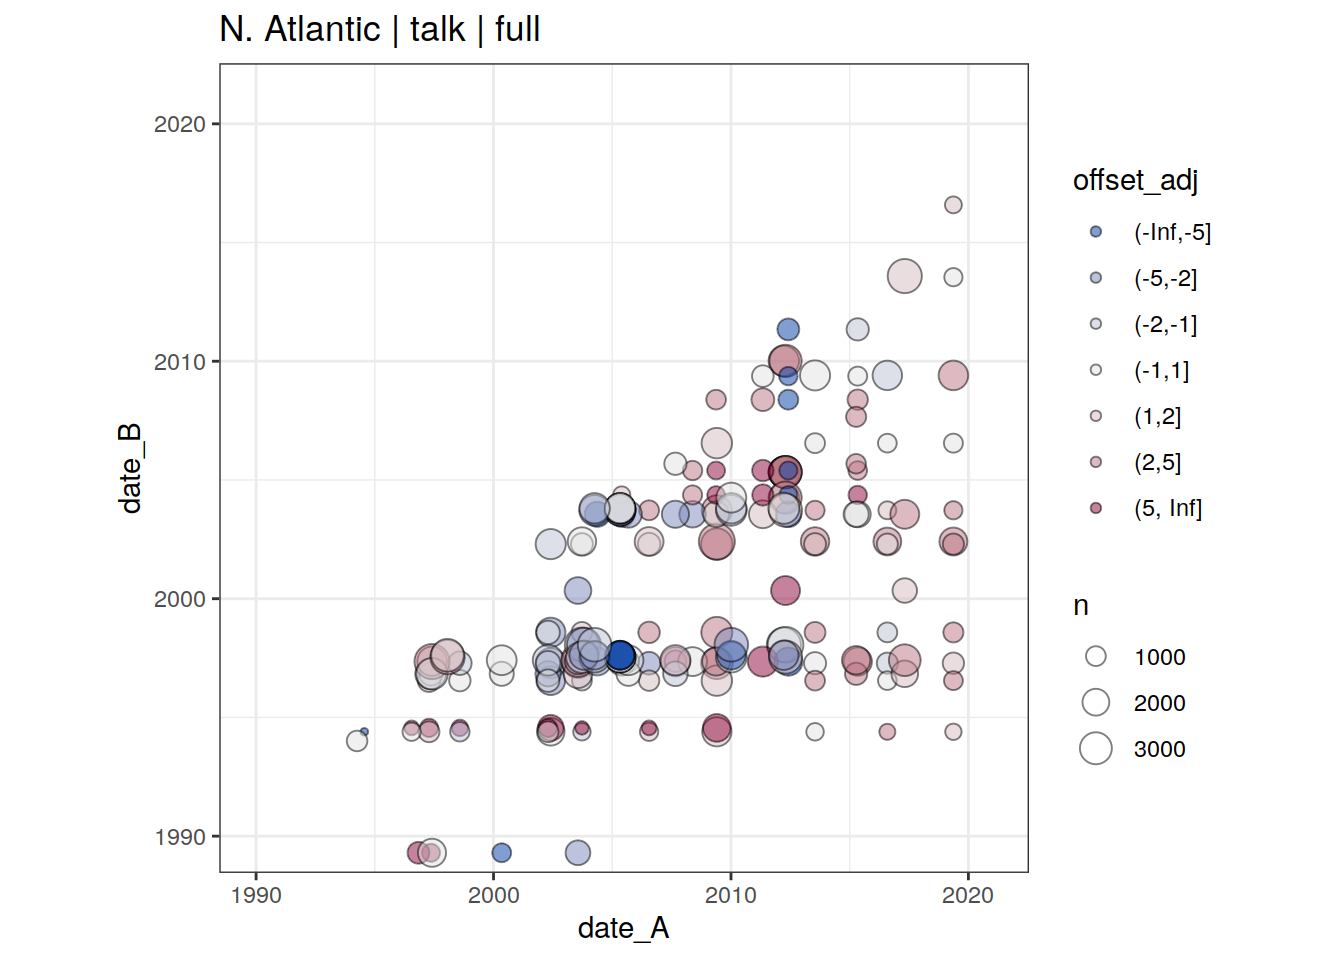 N. Atlantic | talk | full
2020
2010
2000
1990
date_B
1990
2000
2010
2020
date_A
offset_adj
(-Inf,-5]
(-5,-2]
(-2,-1]
(-1,1]
(1,2]
(2,5]
(5, Inf]
n
1000
2000
3000